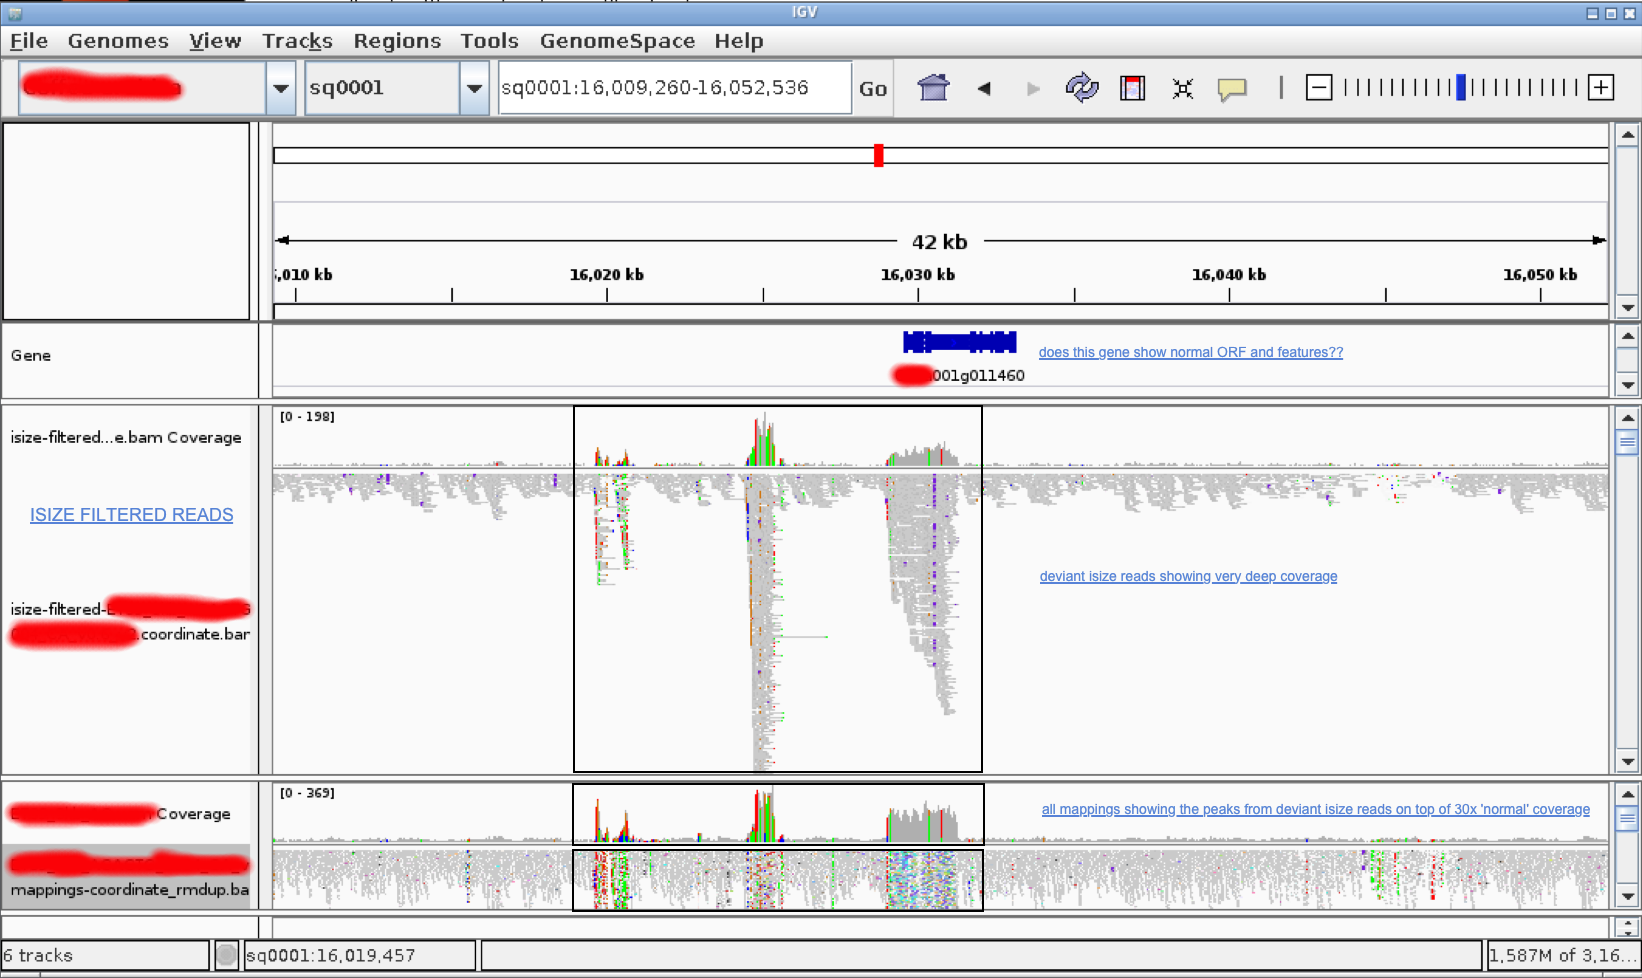 IGV
File Genomes View Tracks Regions Tools GenomeSpace Help
sq0001 sq0001:16,009,260-16,052,536 Go
42 kb
,010 kb 16,020 kb 16,030 kb 16,040 kb 16,050 kb
Gene
does this gene show normal ORF and features??
001g011460
[0 - 198]
isize-filtered...e.bam Coverage
ISIZE FILTERED READS
deviant isize reads showing very deep coverage
isize-filtered-
.coordinate.bar
[0 - 369]
Coverage
all mappings showing the peaks from deviant isize reads on top of 30x 'normal' coverage
mappings-coordinate_rmdup.ba
6 tracks sq0001:16,019,457 1,587M of 3,16...